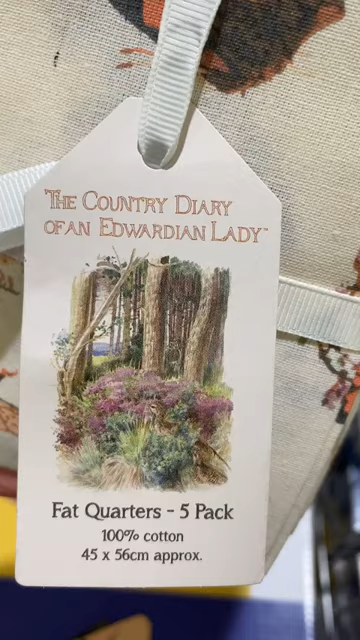 The Country Diary
of an Edwardian Lady™
Fat Quarters - 5 Pack
100% cotton
45 x 56cm approx.